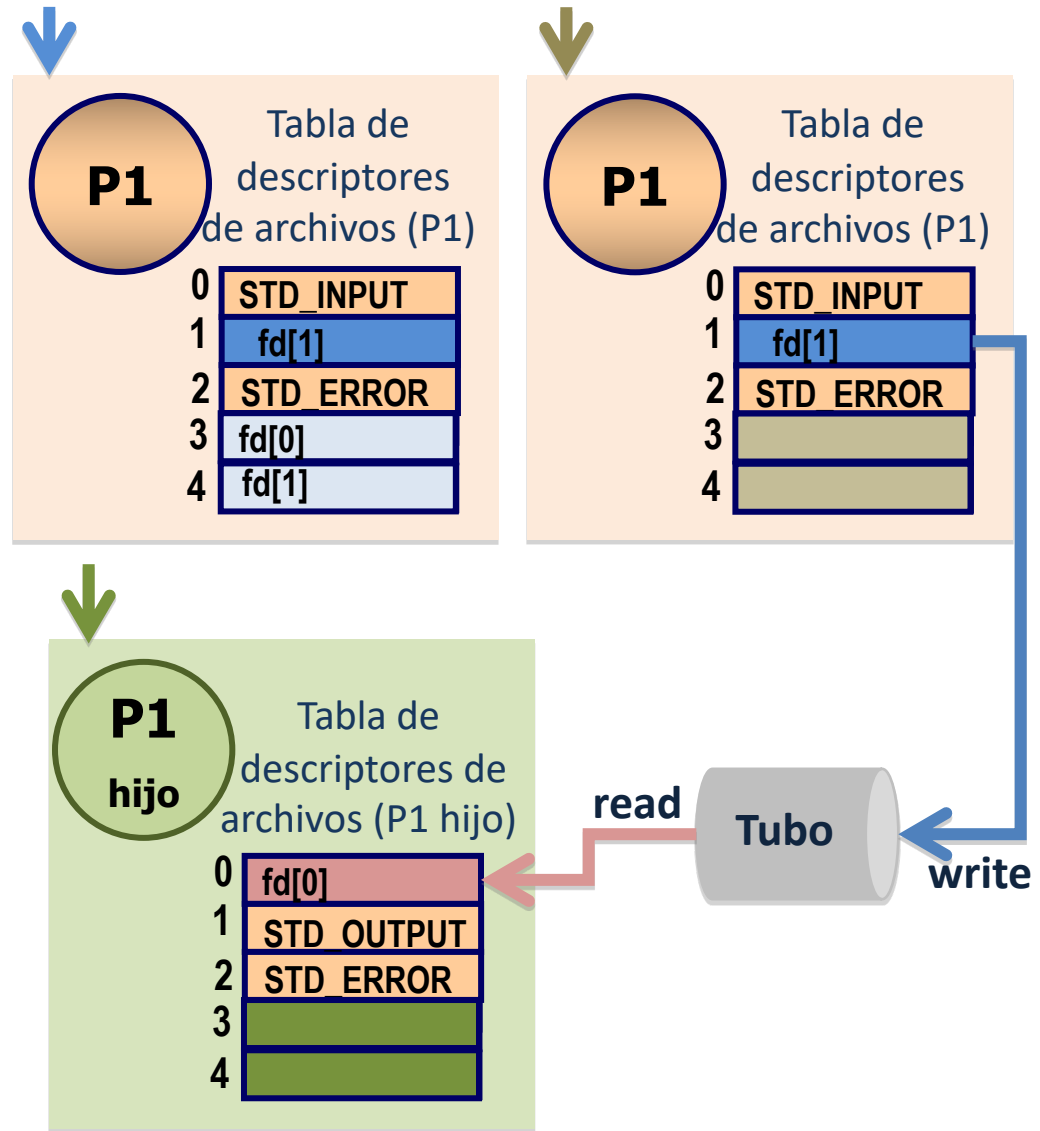 P1
Tabla de
descriptores
de archivos (P1)
0 STD_INPUT
1 fd[1]
2 STD_ERROR
3 fd[0]
4 fd[1]
P1
Tabla de
descriptores
de archivos (P1)
0 STD_INPUT
1 fd[1]
2 STD_ERROR
3
4
P1
hijo
Tabla de
descriptores de
archivos (P1 hijo)
0 fd[0]
1 STD_OUTPUT
2 STD_ERROR
3
4
read
Tubo
write